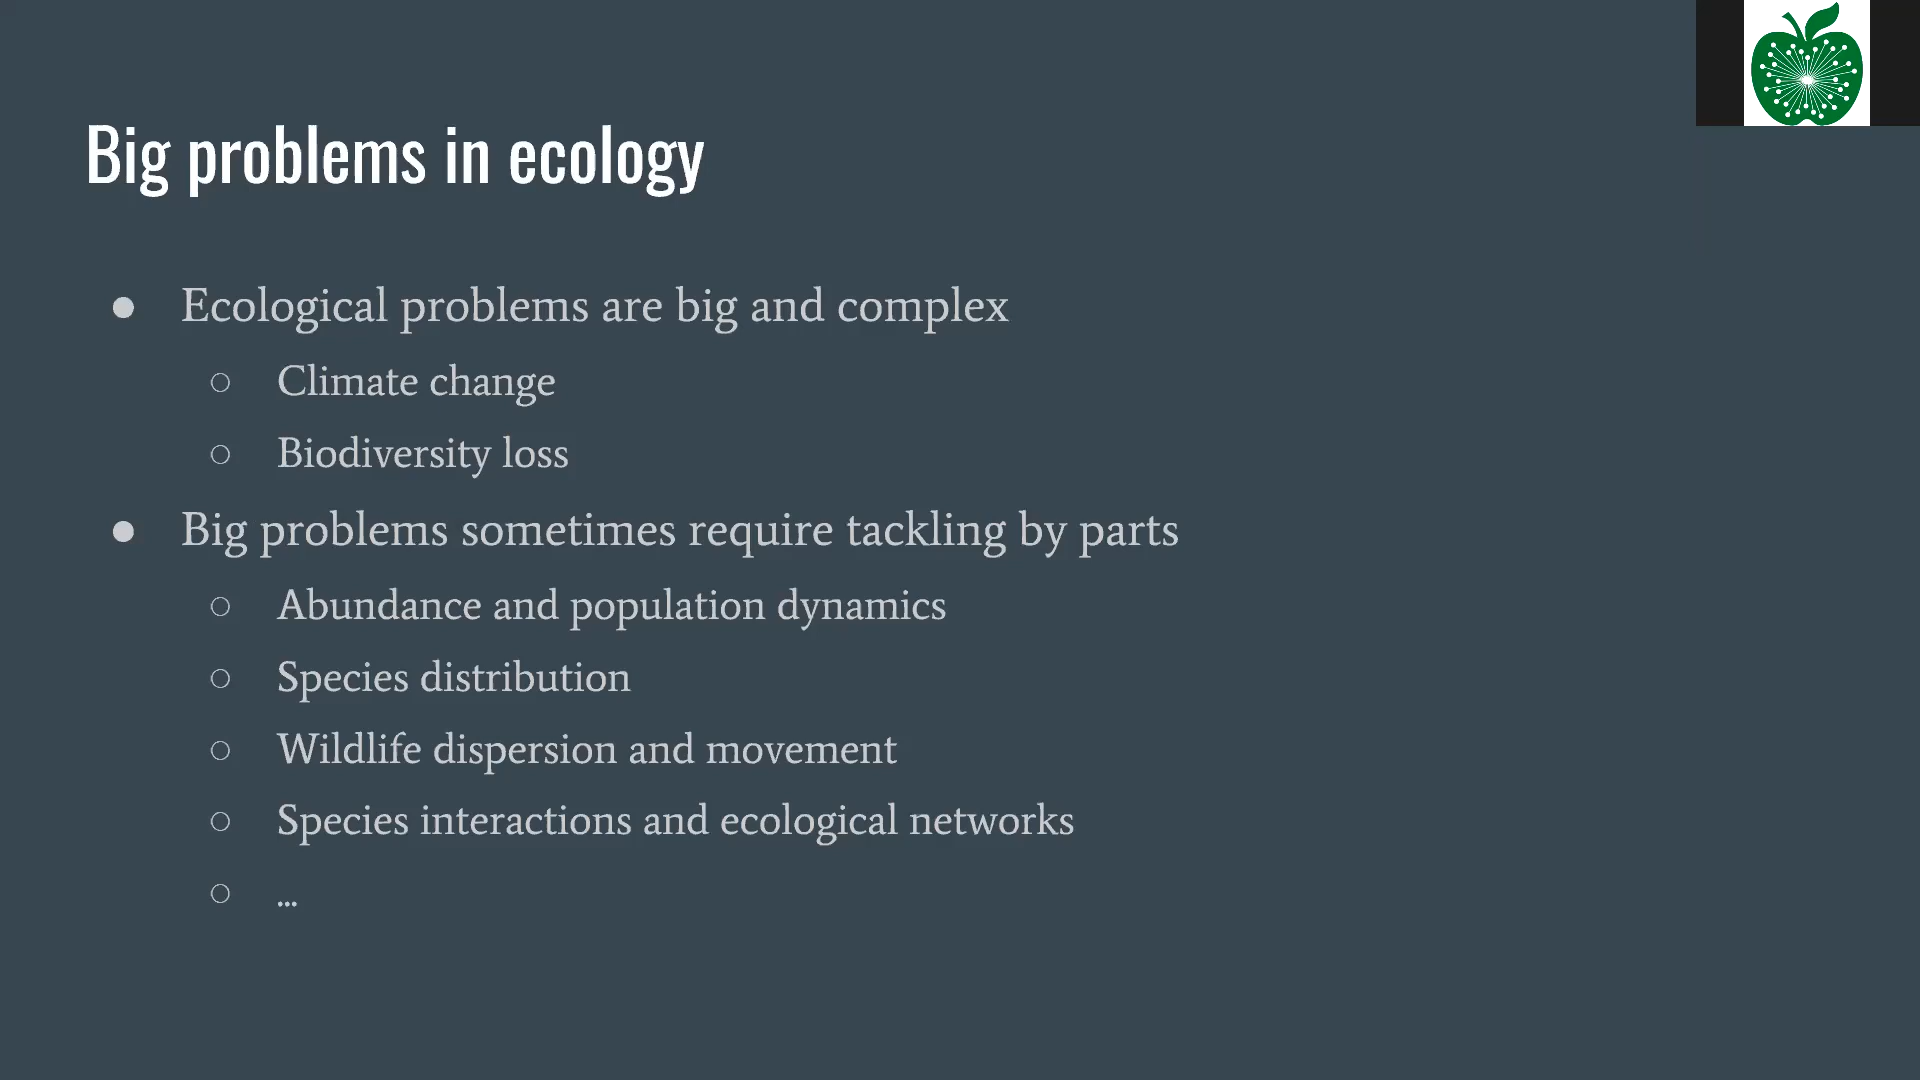 Big problems in ecology
● Ecological problems are big and complex
○ Climate change
○ Biodiversity loss
● Big problems sometimes require tackling by parts
○ Abundance and population dynamics
○ Species distribution
○ Wildlife dispersion and movement
○ Species interactions and ecological networks
○ ...